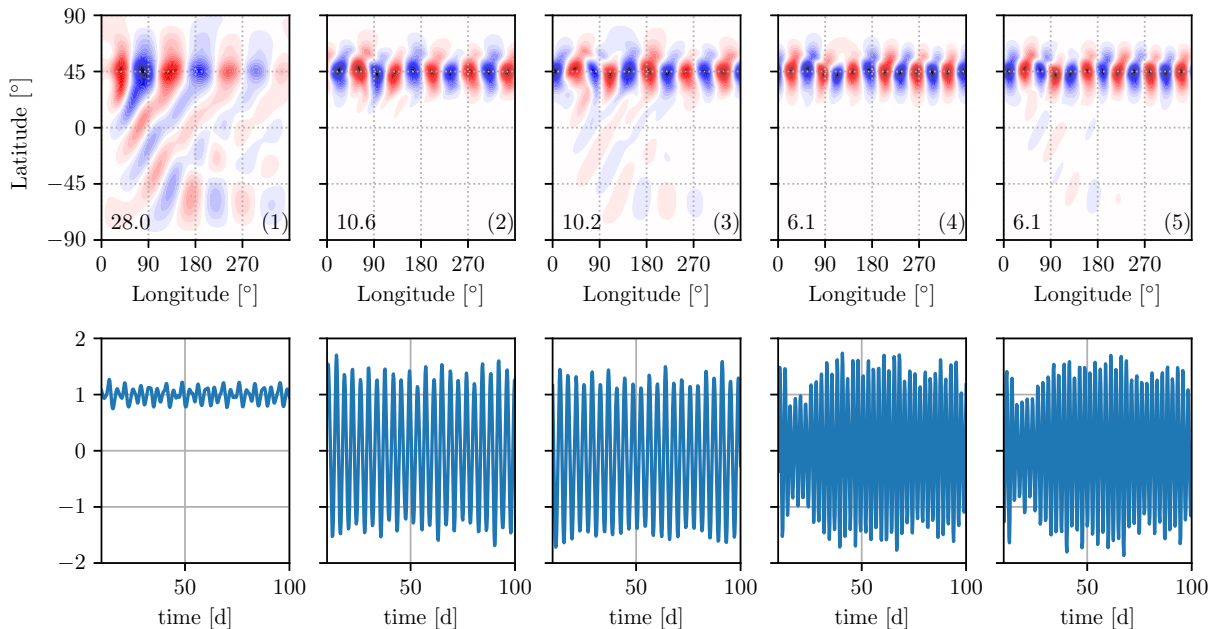 90
45
0
−45
−90
Latitude [°]
28.0 (1)
10.6 (2)
10.2 (3)
6.1 (4)
6.1 (5)
0 90 180 270
0 90 180 270
0 90 180 270
0 90 180 270
0 90 180 270
Longitude [°]
Longitude [°]
Longitude [°]
Longitude [°]
Longitude [°]
2
1
0
−1
−2
50 100
50 100
50 100
50 100
50 100
time [d]
time [d]
time [d]
time [d]
time [d]